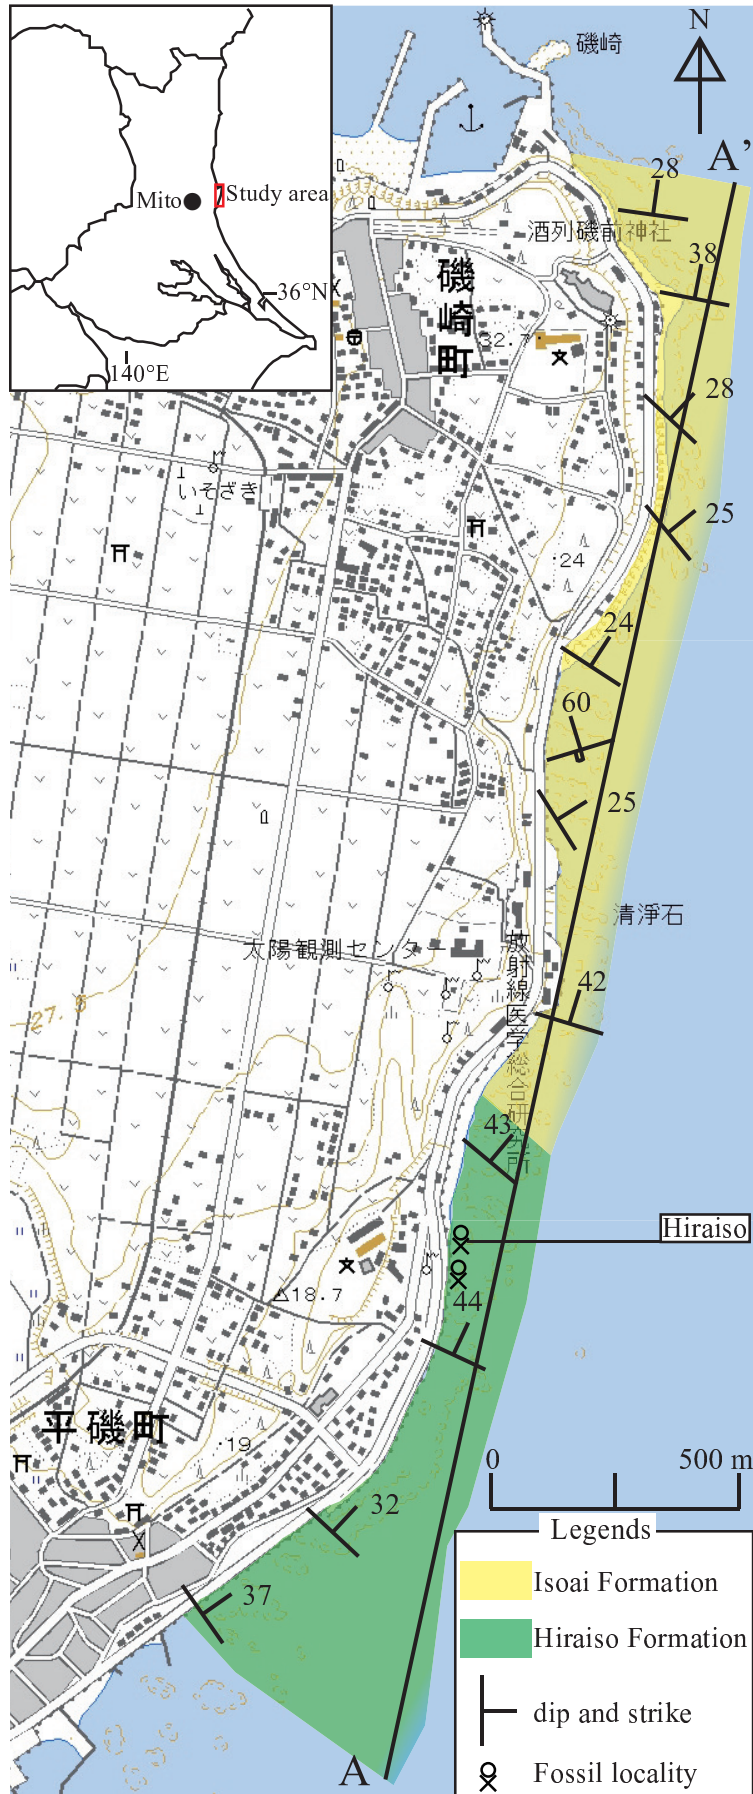 磯崎
N
A’
Mito
Study area
36°N
140°E
28
酒列磯前神社
38
磯崎町
32.7
28
いそざき
25
24
24
60
25
清浄石
太陽観測センター
放射線医学総合研究所
42
27.6
43
Hiraiso
18.7
44
平磯町
19
0
500 m
32
37
Legends
Isoai Formation
Hiraiso Formation
dip and strike
Fossil locality
A